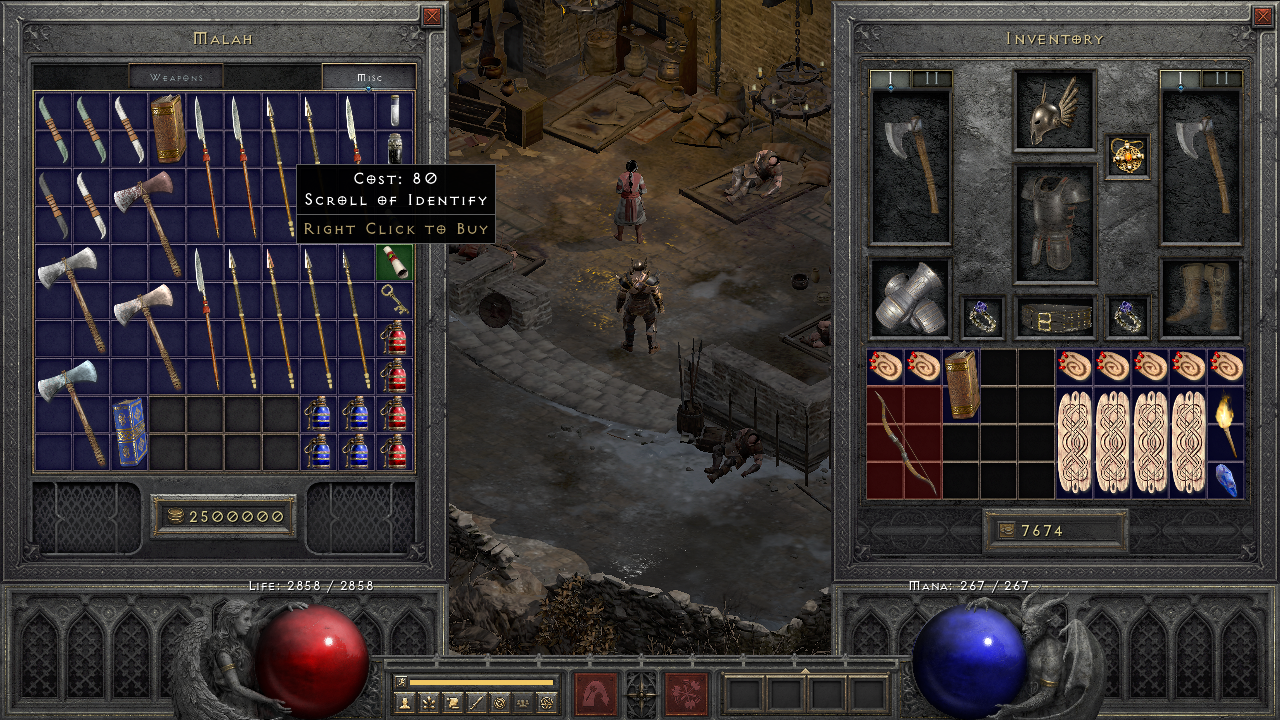 Malah
Weapons
Misc
Cost: 80
Scroll of Identify
Right Click to Buy
2500000
Life: 2858 / 2858
Inventory
I
II
I
II
7674
Mana: 267 / 267